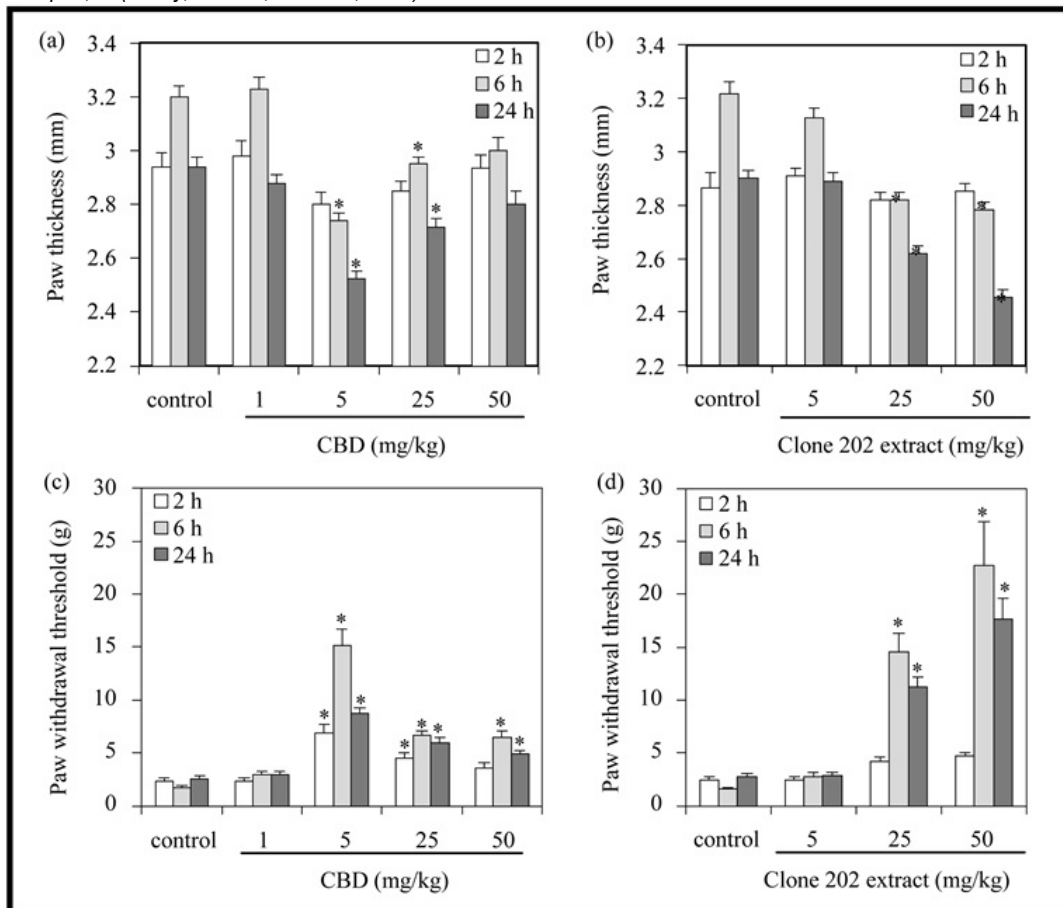 (a)
3.4
3.2
3
2.8
2.6
2.4
2.2
Paw thickness (mm)
2 h
6 h
24 h
* * * *
control 1 5 25 50
CBD (mg/kg)
(b)
3.4
3.2
3
2.8
2.6
2.4
2.2
Paw thickness (mm)
2 h
6 h
24 h
* * * *
control 5 25 50
Clone 202 extract (mg/kg)
(c)
30
25
20
15
10
5
0
Paw withdrawal threshold (g)
2 h
6 h
24 h
* * * * * * * *
control 1 5 25 50
CBD (mg/kg)
(d)
30
25
20
15
10
5
0
Paw withdrawal threshold (g)
2 h
6 h
24 h
* * * *
control 5 25 50
Clone 202 extract (mg/kg)